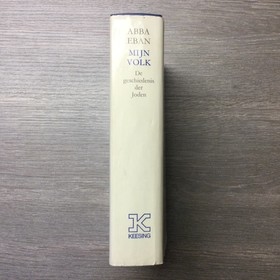 ABBA
EBAN
MIJN
VOLK
De
geschiedenis
der
Joden
KEESING